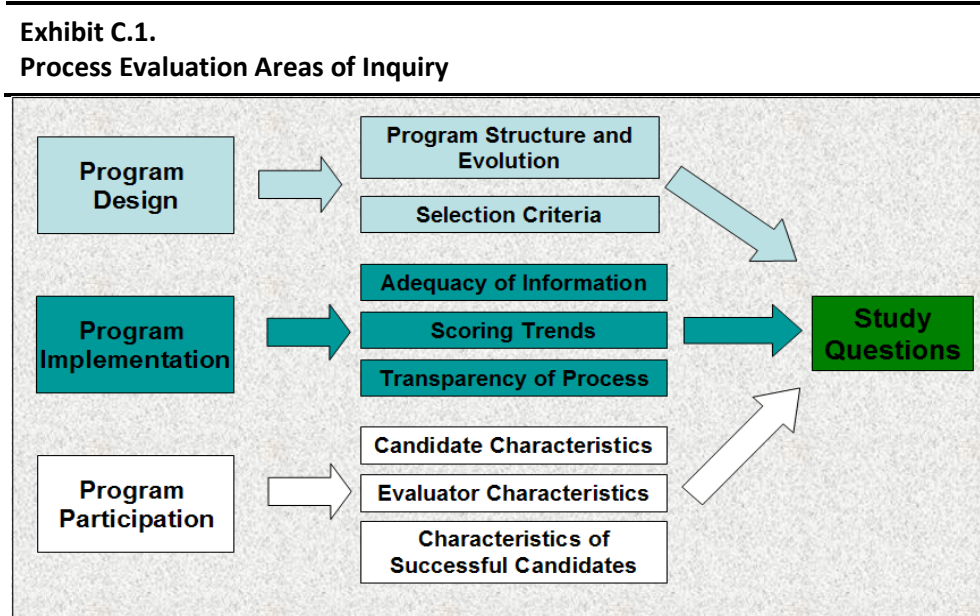 Exhibit C.1.
Process Evaluation Areas of Inquiry
Program
Design
Program Structure and
Evolution
Selection Criteria
Program
Implementation
Adequacy of Information
Scoring Trends
Transparency of Process
Study
Questions
Program
Participation
Candidate Characteristics
Evaluator Characteristics
Characteristics of
Successful Candidates